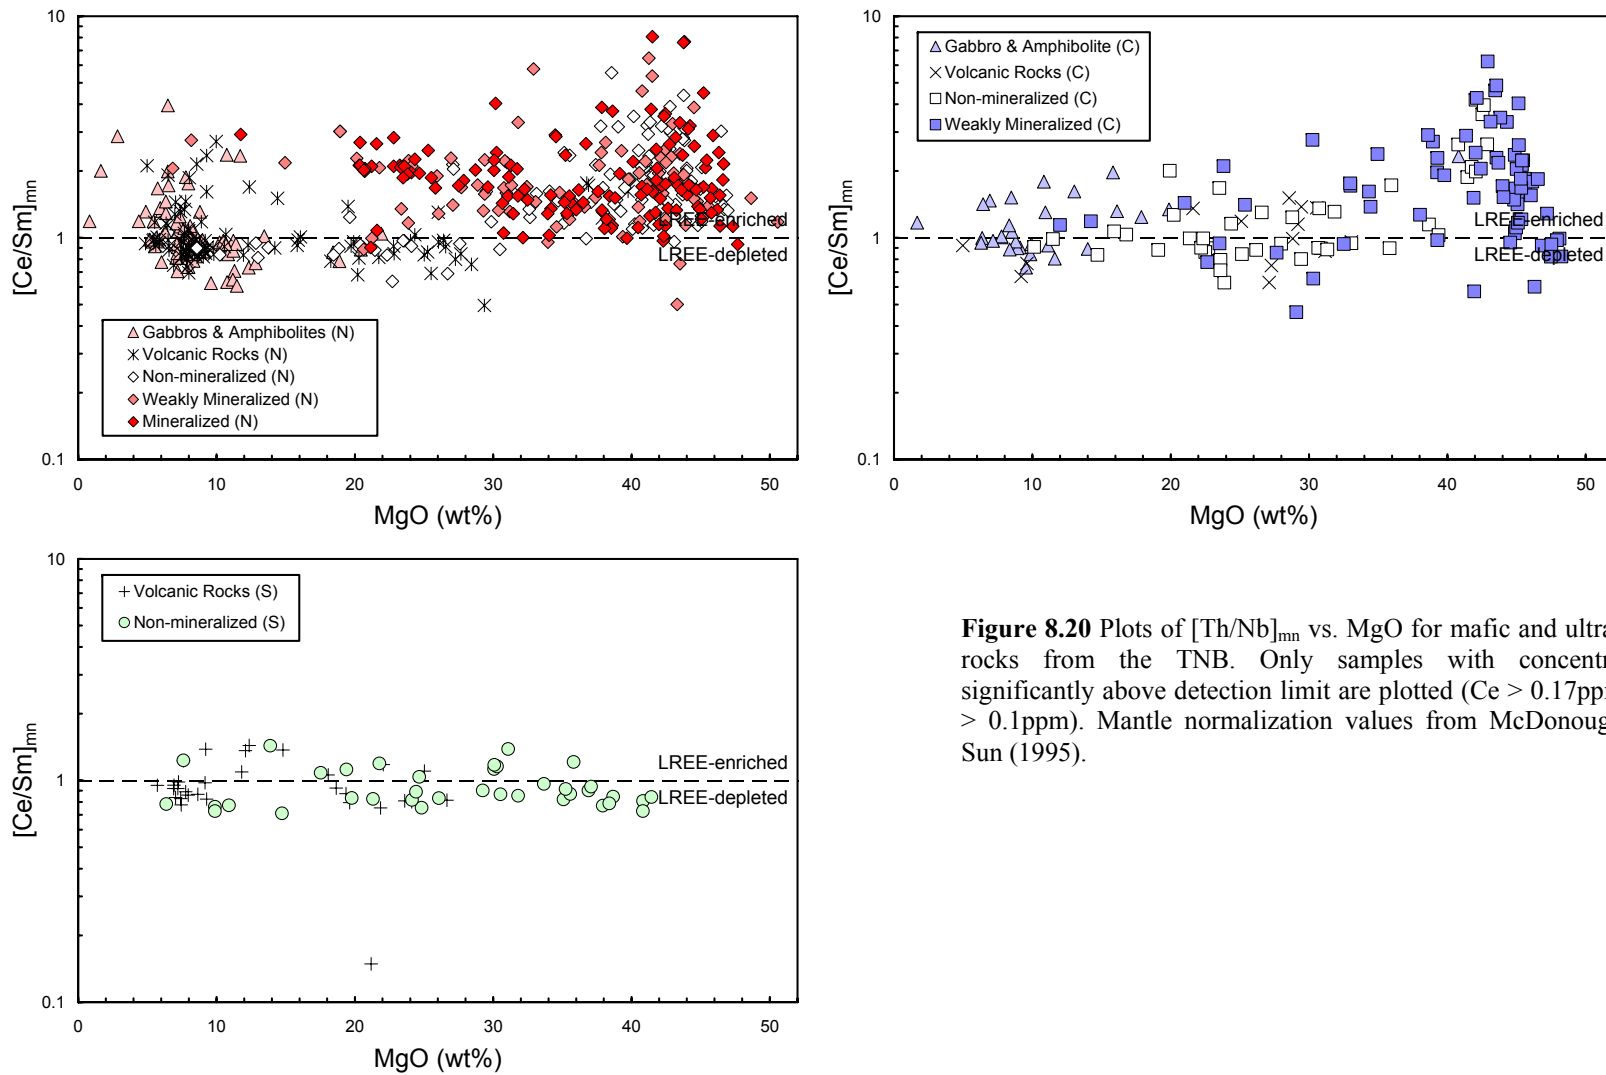 10
1
0.1
[Ce/Sm]mn
LREE-enriched
LREE-depleted
Gabbros & Amphibolites (N)
Volcanic Rocks (N)
Non-mineralized (N)
Weakly Mineralized (N)
Mineralized (N)
0 10 20 30 40 50
MgO (wt%)
10
1
0.1
[Ce/Sm]mn
Gabbro & Amphibolite (C)
Volcanic Rocks (C)
Non-mineralized (C)
Weakly Mineralized (C)
LREE-enriched
LREE-depleted
0 10 20 30 40 50
MgO (wt%)
10
1
0.1
[Ce/Sm]mn
Volcanic Rocks (S)
Non-mineralized (S)
LREE-enriched
LREE-depleted
0 10 20 30 40 50
MgO (wt%)
Figure 8.20 Plots of [Th/Nb]mn vs. MgO for mafic and ultra
rocks from the TNB. Only samples with concentr
significantly above detection limit are plotted (Ce > 0.17pp
> 0.1ppm). Mantle normalization values from McDonoug
Sun (1995).